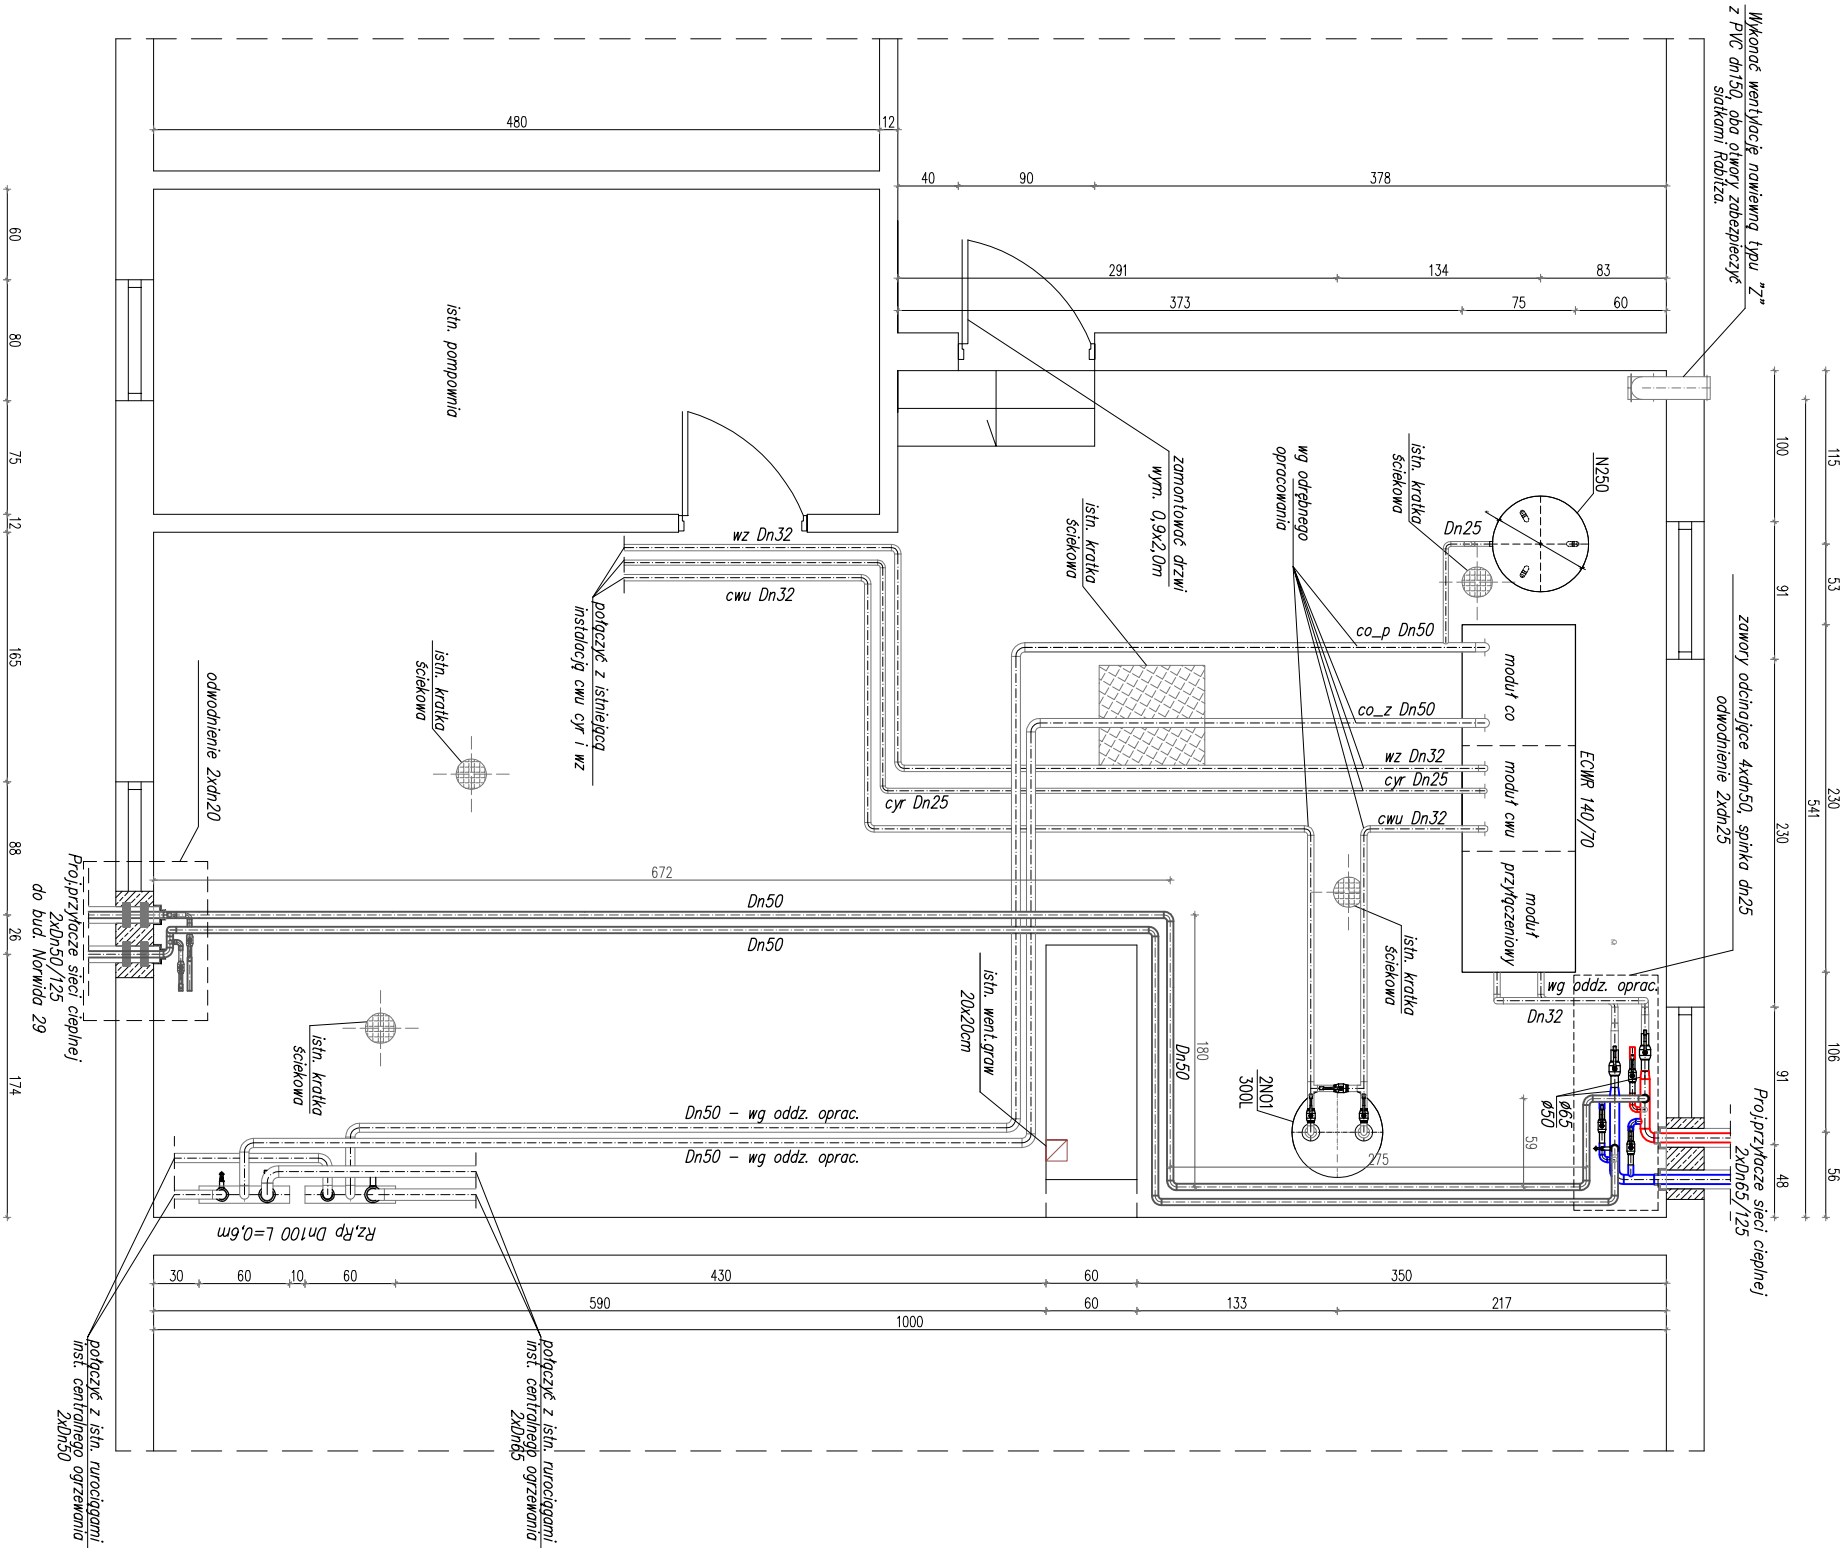 Wykonać wentylację nawiewną typu "Z"
z PVC dn150, oba otwory zabezpieczyć
siatkami Rabitza.
480
12
40
90
378
291
134
83
373
75
60
60
80
75
12
165
88
26
174
115
53
230
106
56
541
100
91
230
91
48
istn. pompownia
zamontować drzwi
wym. 0,9x2,0m
istn. kratka
ściekowa
wg odrębnego
opracowania
istn. kratka
ściekowa
N250
Dn25
wz Dn32
cwu Dn32
połączyć z istniejącą
instalacją cwu cyr i wz
istn. kratka
ściekowa
odwodnienie 2xdn20
co_p Dn50
co_z Dn50
wz Dn32
cyr Dn25
cyr Dn25
cwu Dn32
moduł co
moduł cwu
moduł
przyłączeniowy
ECWR 140/70
zawory odcinające 4xdn50, spinka dn25
odwodnienie 2xdn25
672
Dn50
Dn50
Proj.przyłacze sieci cieplnej
2xDn50/125
do bud. Norwida 29
istn. kratka
ściekowa
istn. went.graw
20x20cm
istn. kratka
ściekowa
wg oddz. oprac.
Dn32
180
Dn50
2N01
300L
ø65
ø50
59
275
Proj.przyłacze sieci cieplnej
2xDn65/125
Dn50 - wg oddz. oprac.
Dn50 - wg oddz. oprac.
Rz,Rp Dn100 L=0,6m
30
60
10
60
430
60
350
590
60
133
217
1000
połączyć z istn. rurociągami
inst. centralnego ogrzewania
2xDn50
połączyć z istn. rurociągami
inst. centralnego ogrzewania
2xDn65